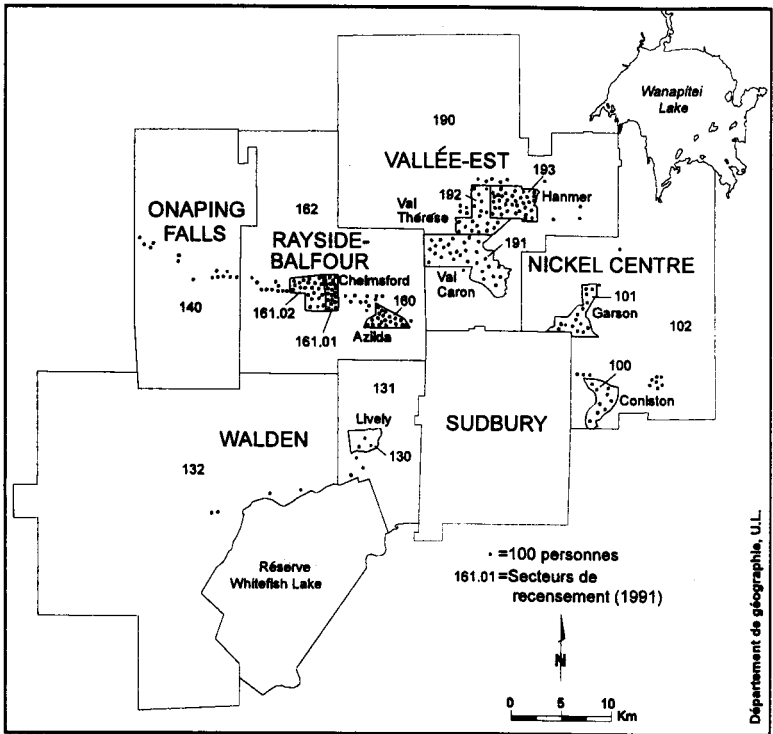 Wanapitei
Lake
190
VALLÉE-EST
193
192
Hanmer
Val
Thérèse
162
ONAPING
FALLS
RAYSIDE-
BALFOUR
191
NICKEL CENTRE
Chelmsford
Val
Caron
101
140
160
Garson
102
161.02
161.01
Azilda
100
131
Coniston
Lively
SUDBURY
WALDEN
130
132
• =100 personnes
Réserve
Whitefish Lake
161.01 =Secteurs de
recensement (1991)
N
0 5 10
Km
Département de géographie, U.L.